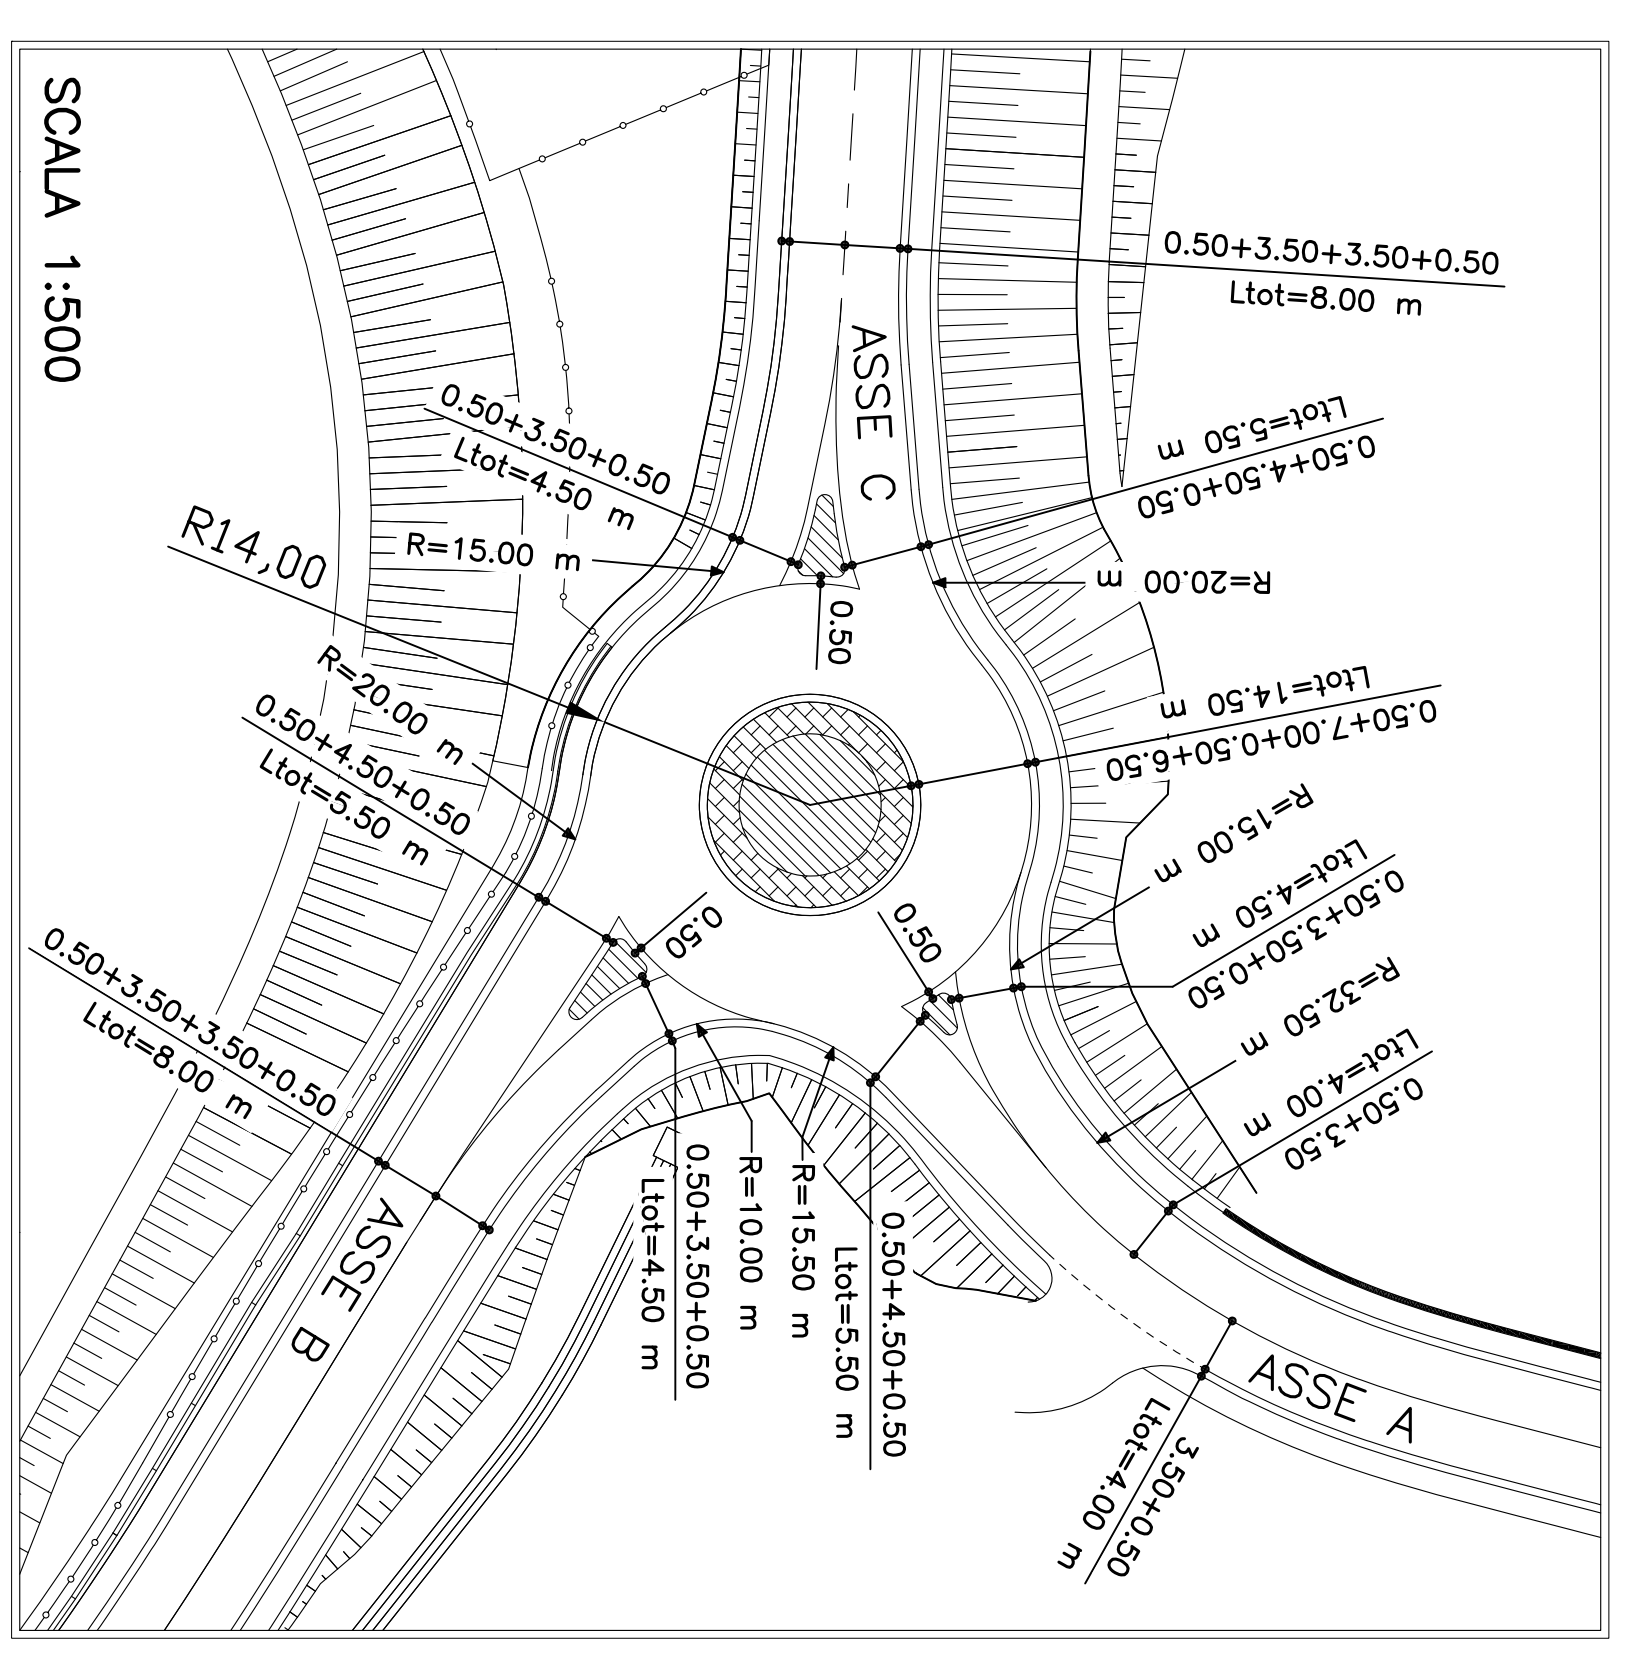 SCALA 1:500
0.50+3.50+3.50+0.50
Ltot=8.00 m
ASSE C
0.50+3.50+0.50
Ltot=4.50 m
Ltot=5.50 m
0.50+4.50+0.50
R14,00
R=15.00 m
R=20.00 m
0.50
R=20.00 m
Ltot=14.50 m
0.50+7.00+0.50+6.50
0.50+4.50+0.50
Ltot=5.50 m
R=15.00 m
Ltot=4.50 m
0.50+3.50+0.50
0.50
0.50
0.50+3.50+3.50+0.50
Ltot=8.00 m
R=32.50 m
Ltot=4.00 m
0.50+3.50
ASSE B
0.50+3.50+0.50
Ltot=4.50 m
R=10.00 m
R=15.50 m
0.50+4.50+0.50
Ltot=5.50 m
ASSE A
3.50+0.50
Ltot=4.00 m